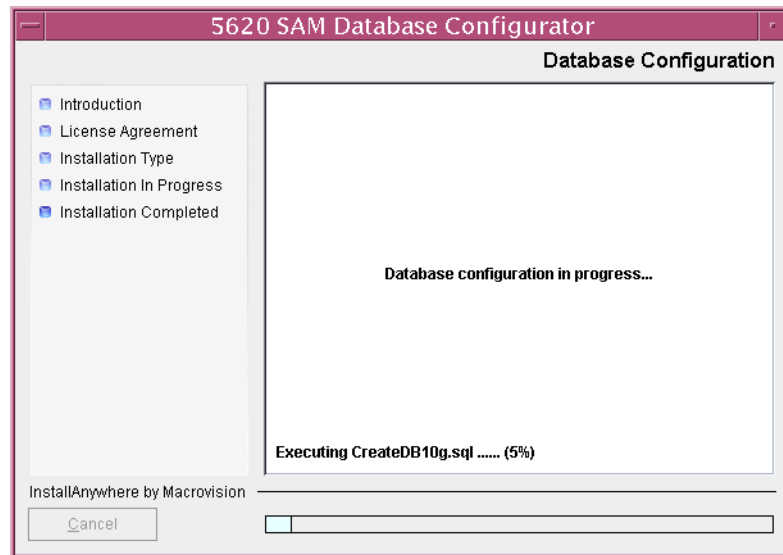 5620 SAM Database Configurator
Database Configuration
Introduction
License Agreement
Installation Type
Installation In Progress
Installation Completed
Database configuration in progress...
Executing CreateDB10g.sql ...... (5%)
InstallAnywhere by Macrovision
Cancel